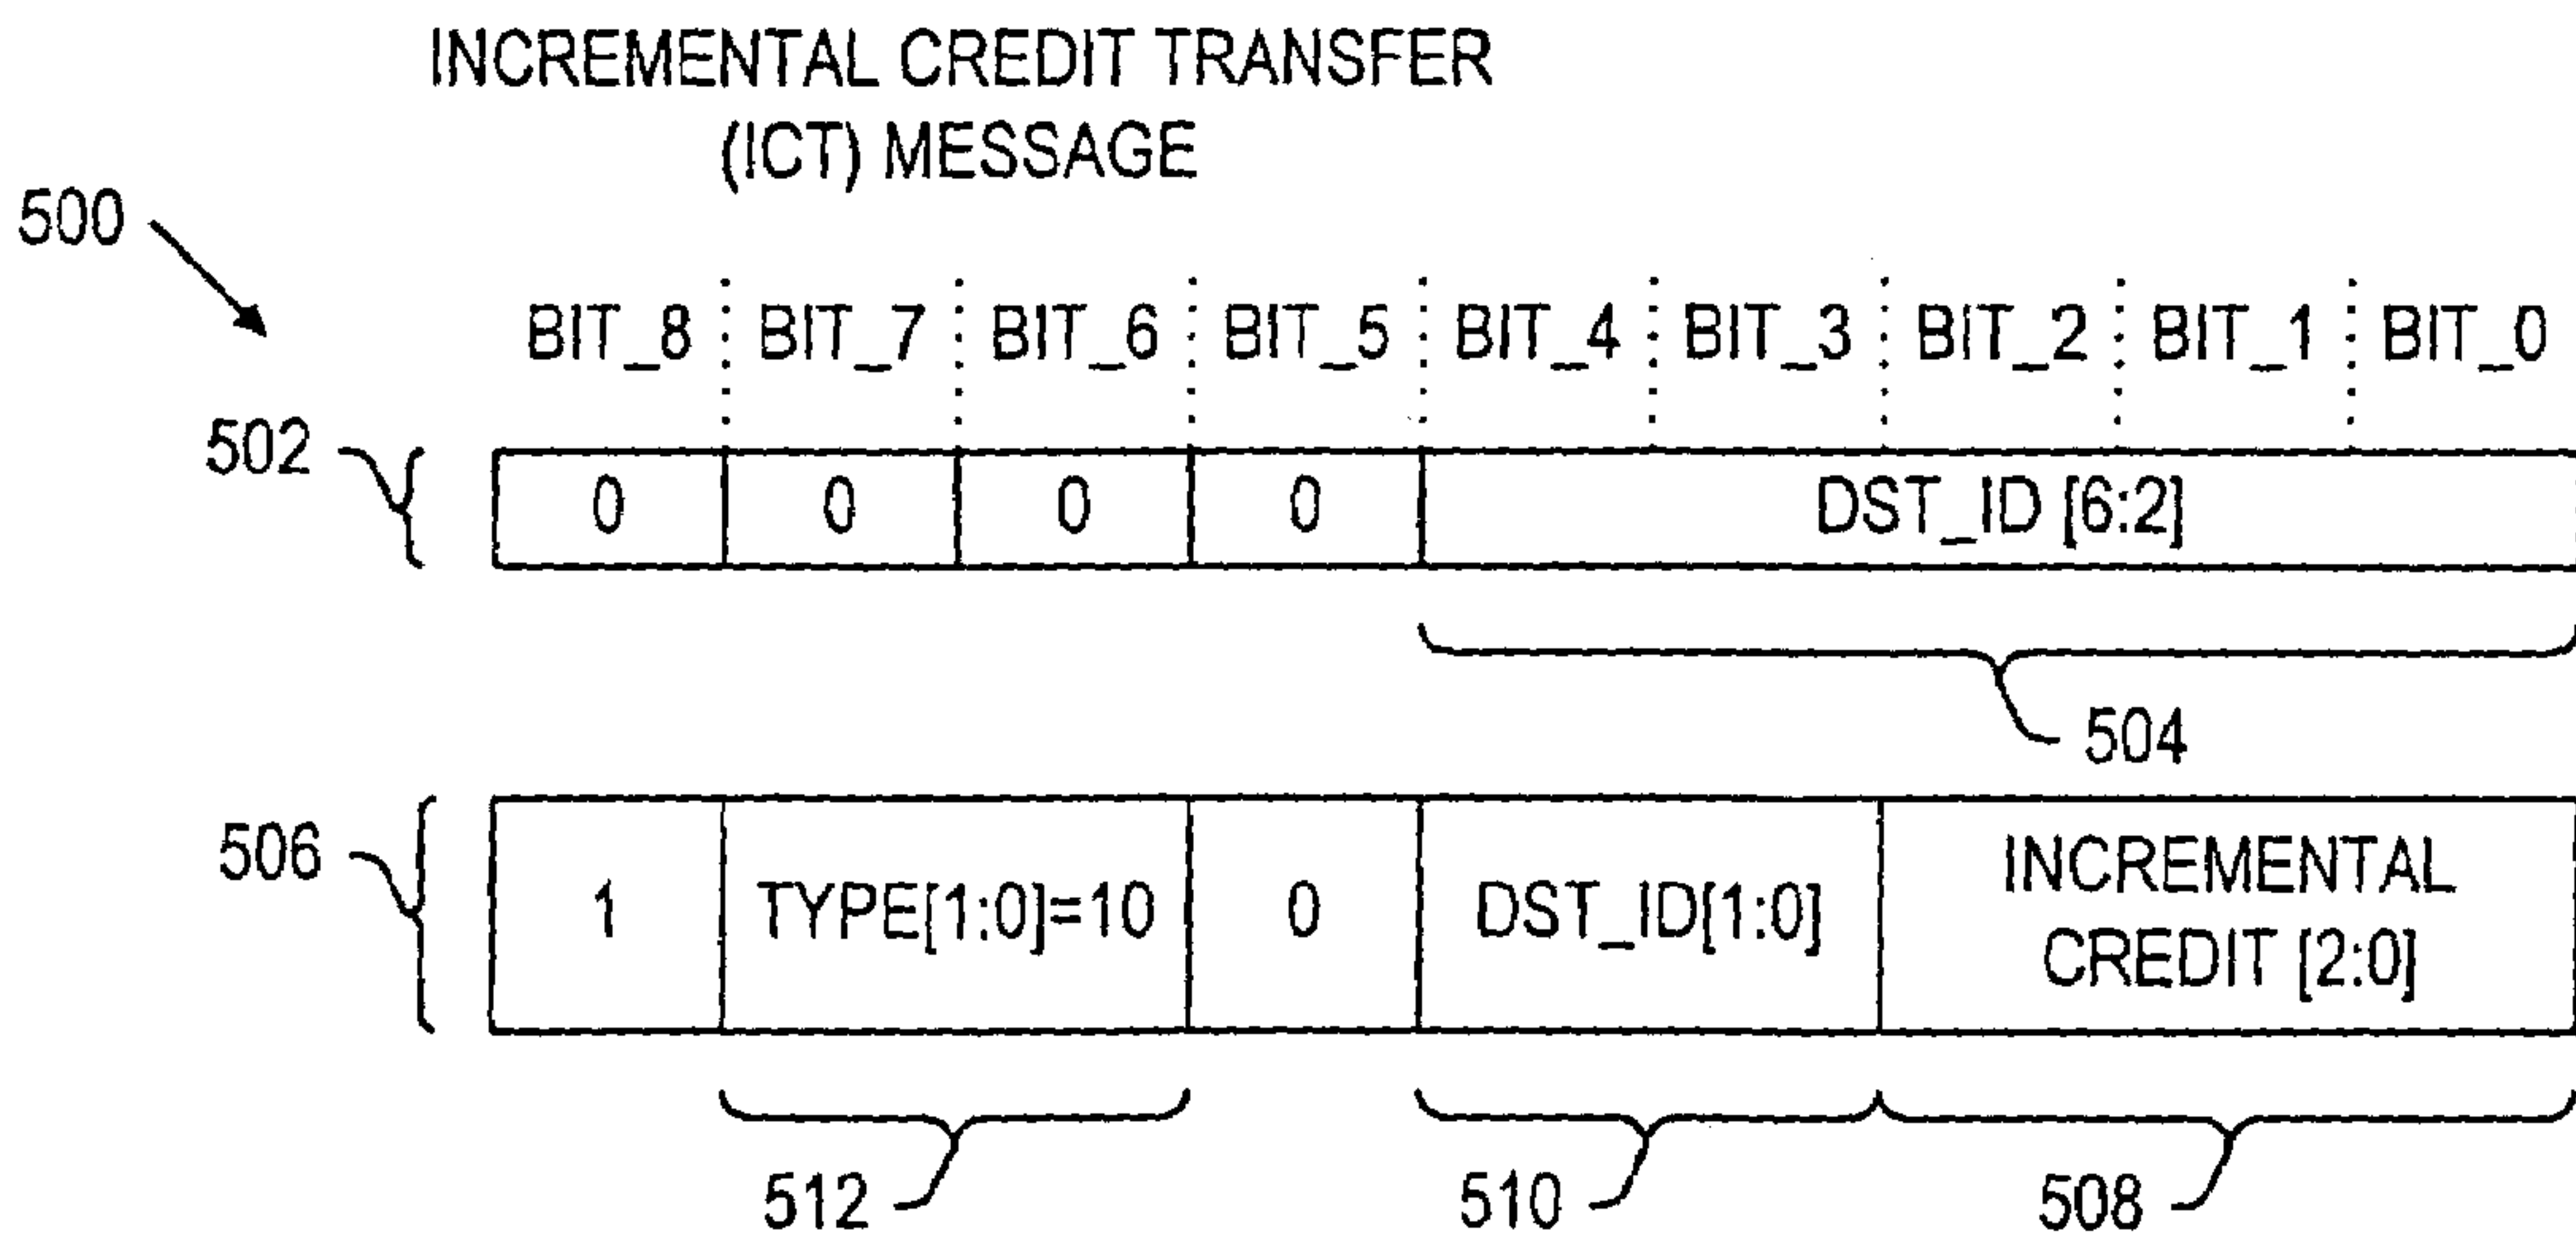 INCREMENTAL CREDIT TRANSFER
(ICT) MESSAGE
500
BIT_8 BIT_7 BIT_6 BIT_5 BIT_4 BIT_3 BIT_2 BIT_1 BIT_0
502
0 0 0 0 DST_ID [6:2]
504
506
1 TYPE[1:0]=10 0 DST_ID[1:0] INCREMENTAL
CREDIT [2:0]
512 510 508